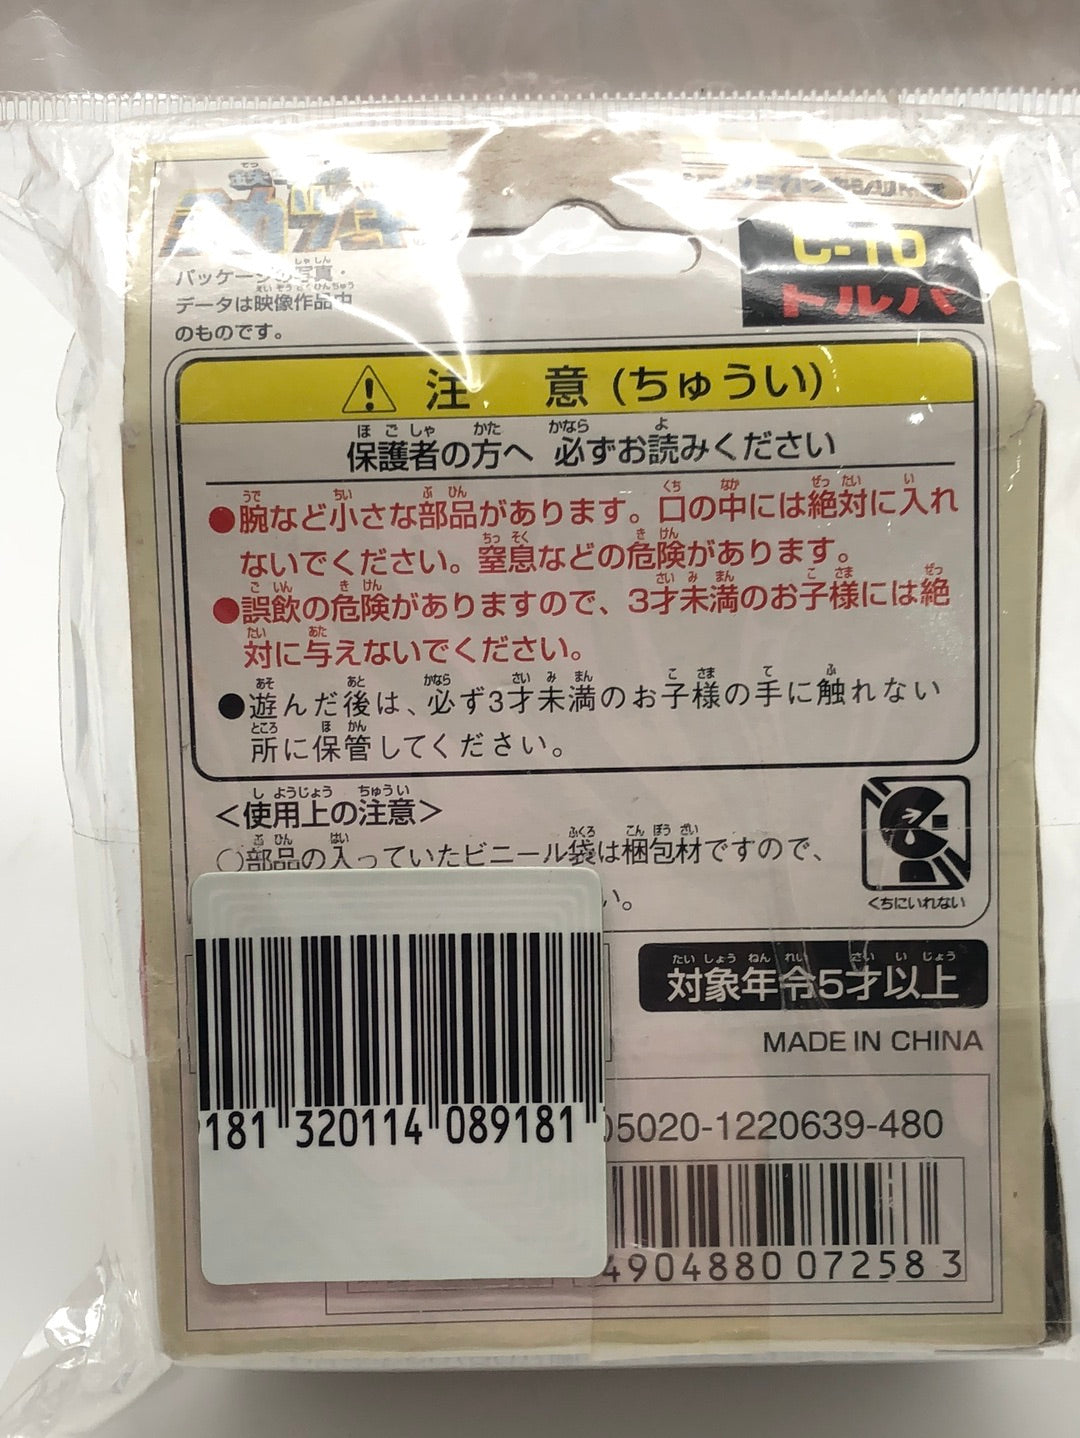 パッケージの写真・
データは映像作品中
のものです。
C-10
トルパ
注 意 (ちゅうい)
保護者の方へ 必ずお読みください
●腕など小さな部品があります。口の中には絶対に入れ
ないでください。窒息などの危険があります。
●誤飲の危険がありますので、3才未満のお子様には絶
対に与えないでください。
●遊んだ後は、必ず3才未満のお子様の手に触れない
所に保管してください。
<使用上の注意>
○部品の入っていたビニール袋は梱包材ですので、
い。
くちにいれない
対象年令5才以上
MADE IN CHINA
181 320114 089181
05020-1220639-480
4904880 07258 3